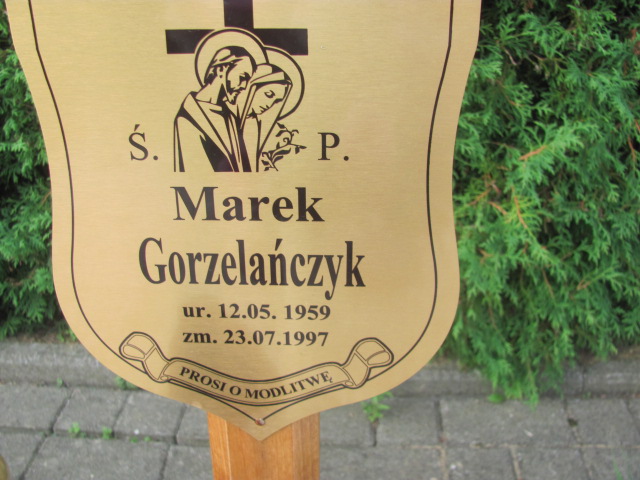 Ś. P.
Marek
Gorzelańczyk
ur. 12.05. 1959
zm. 23.07.1997
PROSI O MODLITWĘ